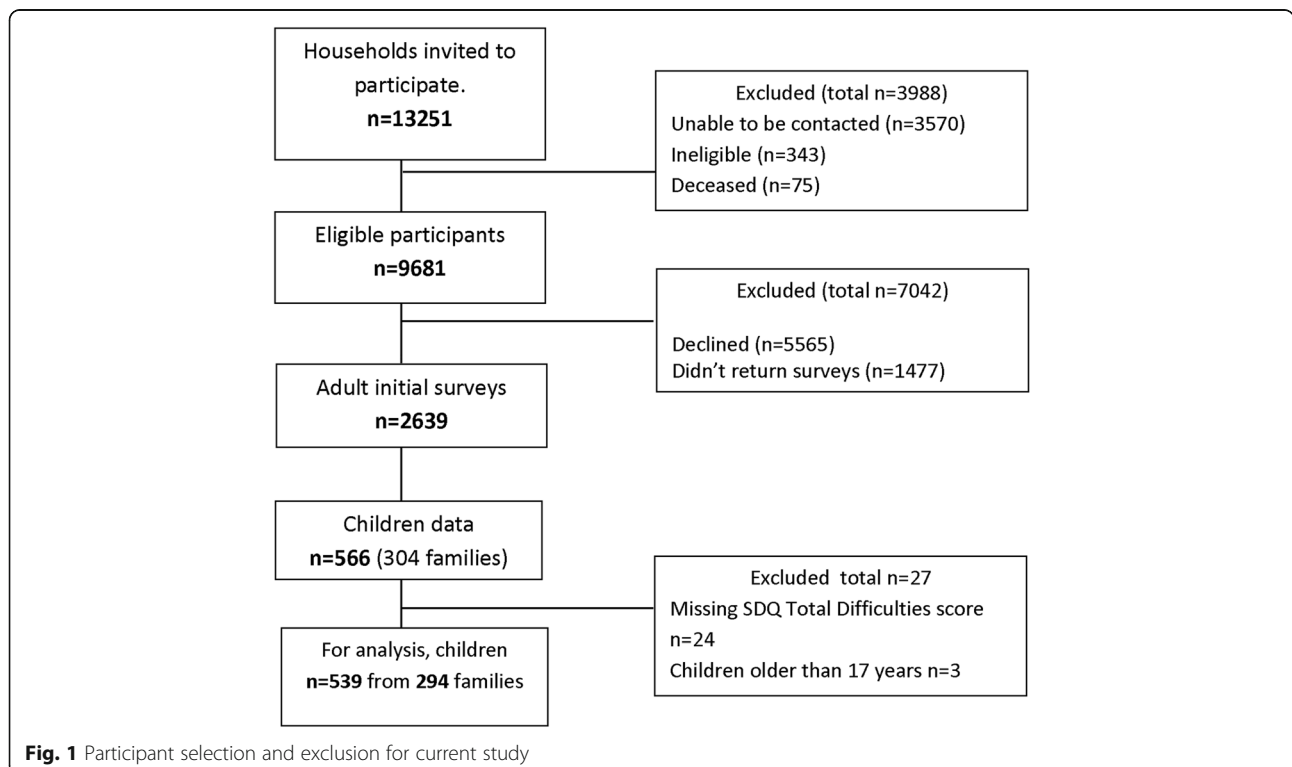 Households invited to
participate.
n=13251
Excluded (total n=3988)
Unable to be contacted (n=3570)
Ineligible (n=343)
Deceased (n=75)
Eligible participants
n=9681
Excluded (total n=7042)
Declined (n=5565)
Didn't return surveys (n=1477)
Adult initial surveys
n=2639
Children data
n=566 (304 families)
Excluded total n=27
Missing SDQ Total Difficulties score
n=24
Children older than 17 years n=3
For analysis, children
n=539 from 294 families
Fig. 1 Participant selection and exclusion for current study